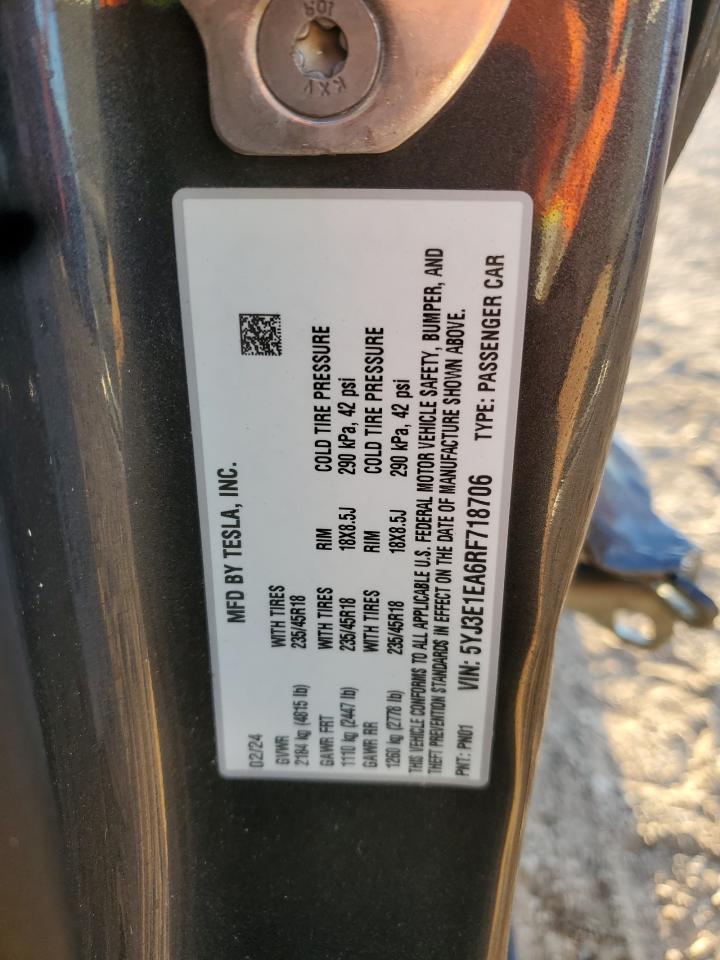 KXV 10R
MFD BY TESLA, INC.
02/24
GVWR WITH TIRES
2184 kg (4815 lb) 235/45R18
GAWR FRT WITH TIRES RIM COLD TIRE PRESSURE
1110 kg (2447 lb) 235/45R18 18X8.5J 290 kPa, 42 psi
GAWR RR WITH TIRES RIM COLD TIRE PRESSURE
1260 kg (2778 lb) 235/45R18 18X8.5J 290 kPa, 42 psi
THIS VEHICLE CONFORMS TO ALL APPLICABLE U.S. FEDERAL MOTOR VEHICLE SAFETY, BUMPER, AND
THEFT PREVENTION STANDARDS IN EFFECT ON THE DATE OF MANUFACTURE SHOWN ABOVE.
PNT: PN01 VIN: 5YJ3E1EA6RF718706 TYPE: PASSENGER CAR